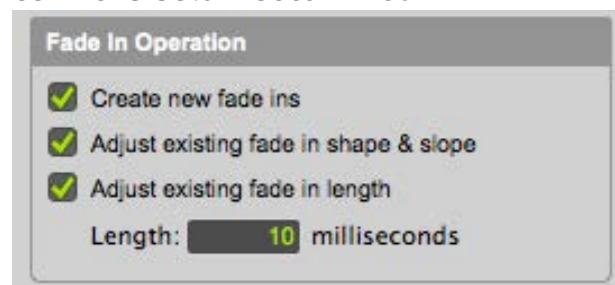 Fade In Operation
Create new fade ins
Adjust existing fade in shape & slope
Adjust existing fade in length
Length: 10 milliseconds